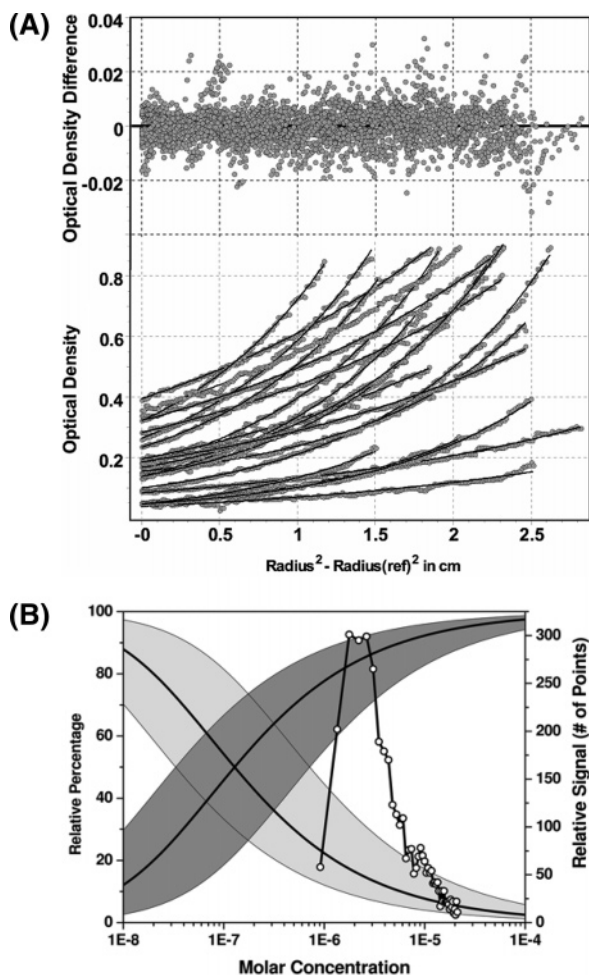 (A)
0.04
0.02
0
-0.02
Optical Density Difference
0.8
0.6
0.4
0.2
Optical Density
-0 0.5 1 1.5 2 2.5
Radius² - Radius(ref)² in cm
(B)
100
80
60
40
20
0
Relative Percentage
300
250
200
150
100
50
0
Relative Signal (# of Points)
1E-8 1E-7 1E-6 1E-5 1E-4
Molar Concentration